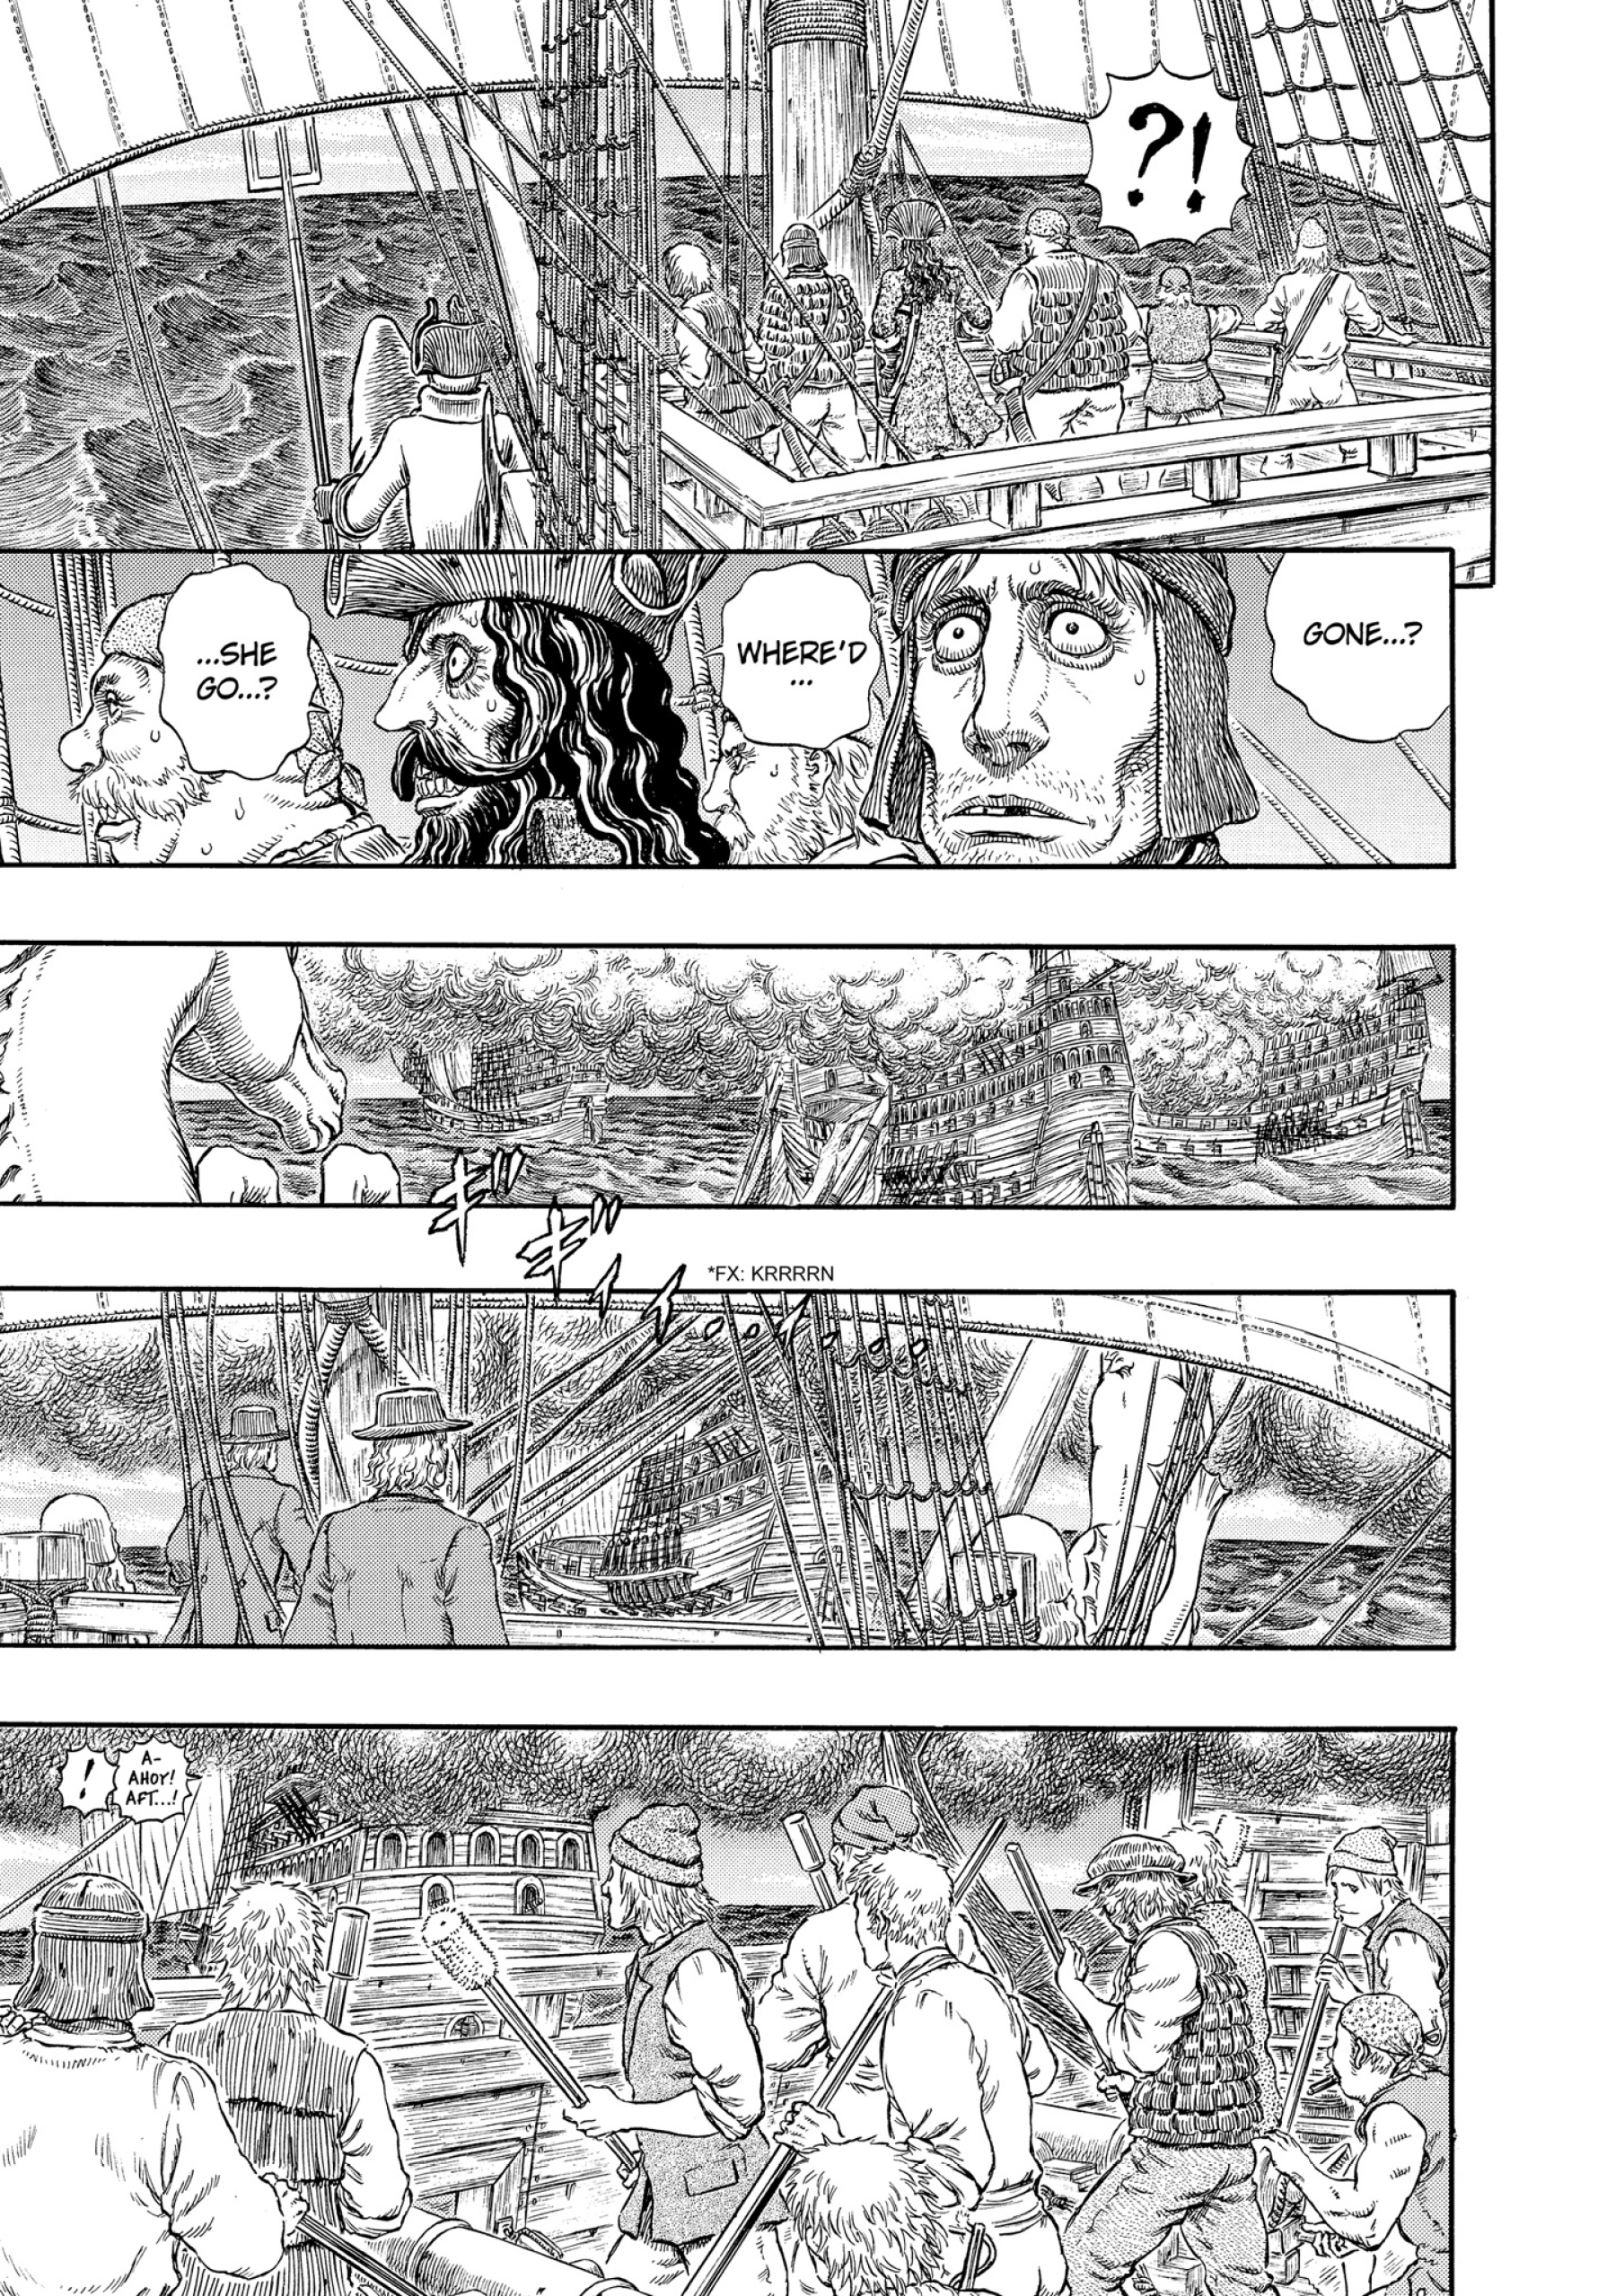 ?!
GONE...?
WHERE'D
...
...SHE
GO...?
ギギィィィ...
*FX: KRRRRN
A-
AHOY!
AFT...!
!